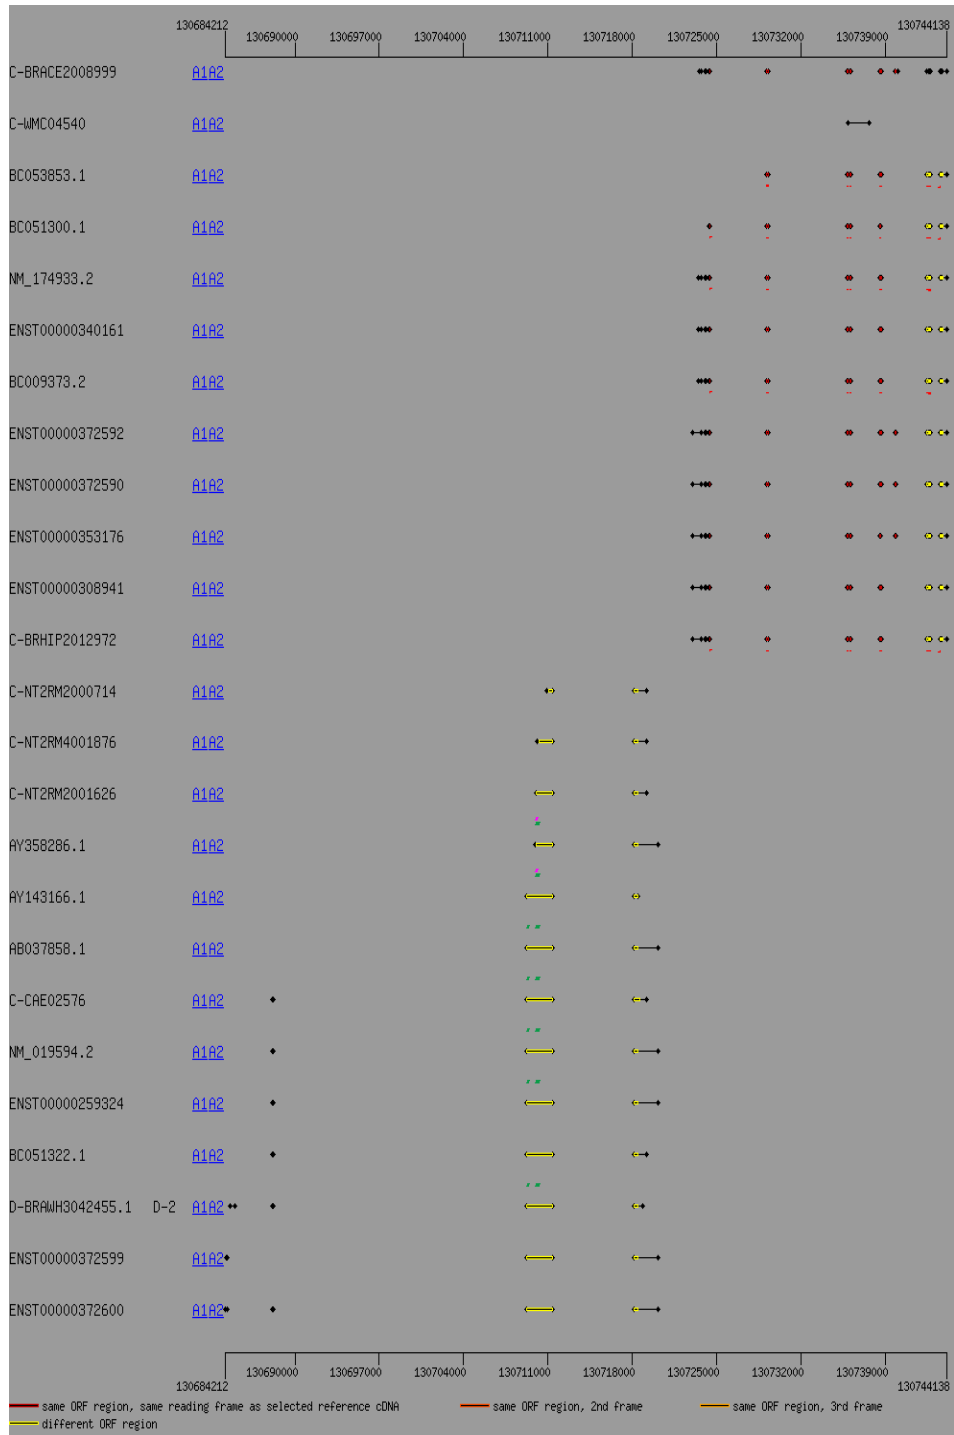 130684212 130744138
130690000 130697000 130704000 130711000 130718000 130725000 130732000 130739000
C-BRACE2008999 A1A2
C-WMC04540 A1A2
BC053853.1 A1A2
BC051300.1 A1A2
NM_174933.2 A1A2
ENST00000340161 A1A2
BC009373.2 A1A2
ENST00000372592 A1A2
ENST00000372590 A1A2
ENST00000353176 A1A2
ENST00000308941 A1A2
C-BRHIP2012972 A1A2
C-NT2RM2000714 A1A2
C-NT2RM4001876 A1A2
C-NT2RM2001626 A1A2
AY358286.1 A1A2
AY143166.1 A1A2
AB037858.1 A1A2
C-CAE02576 A1A2
NM_019594.2 A1A2
ENST00000259324 A1A2
BC051322.1 A1A2
D-BRAWH3042455.1 D-2 A1A2
ENST00000372599 A1A2
ENST00000372600 A1A2
130690000 130697000 130704000 130711000 130718000 130725000 130732000 130739000
130684212 130744138
same ORF region, same reading frame as selected reference cDNA same ORF region, 2nd frame same ORF region, 3rd frame
different ORF region